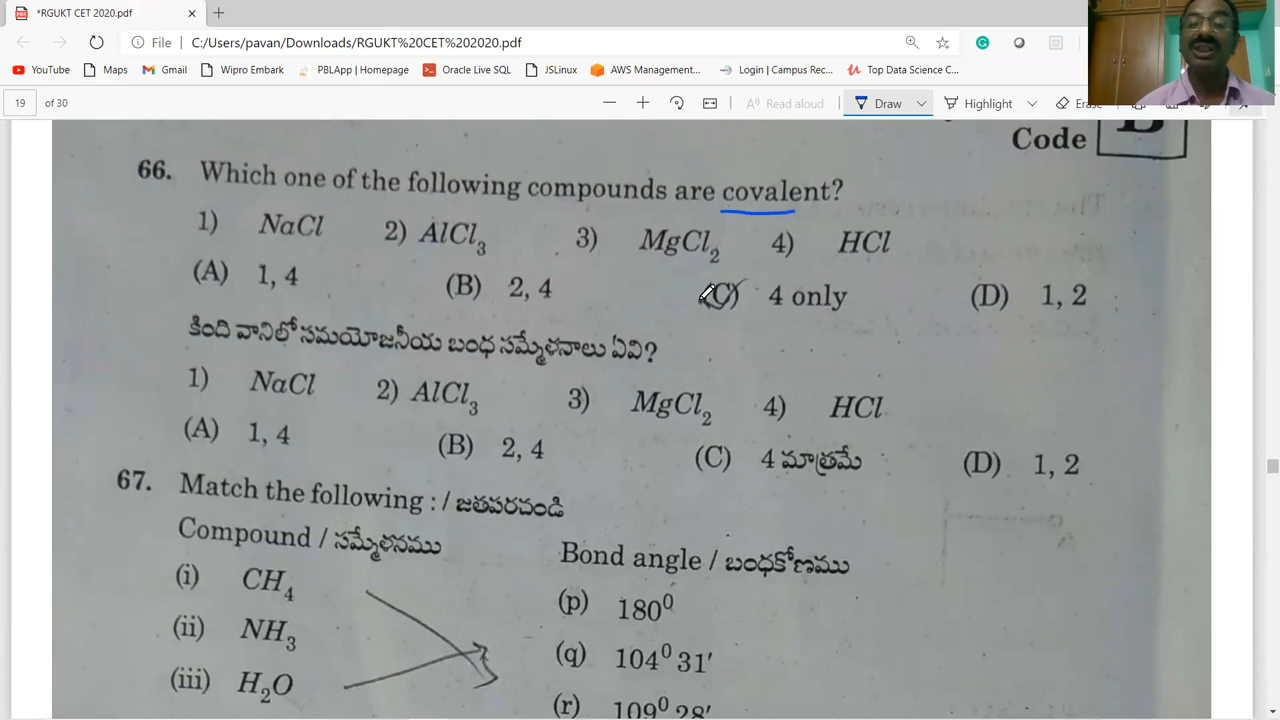 *RGUKT CET 2020.pdf
File C:/Users/pavan/Downloads/RGUKT%20CET%202020.pdf
YouTube Maps Gmail Wipro Embark PBLApp | Homepage Oracle Live SQL JSLinux AWS Management... Login | Campus Rec... Top Data Science C...
19 of 30 Read aloud Draw Highlight Erase
Code B
66. Which one of the following compounds are covalent?
1) NaCl 2) AlCl3 3) MgCl2 4) HCl
(A) 1, 4 (B) 2, 4 (C) 4 only (D) 1, 2
కింది వానిలో సమయోజనీయ బంధ సమ్మేళనాలు ఏవి?
1) NaCl 2) AlCl3 3) MgCl2 4) HCl
(A) 1, 4 (B) 2, 4 (C) 4 మాత్రమే (D) 1, 2
67. Match the following : / జతపరచండి
Compound / సమ్మేళనము Bond angle / బంధకోణము
(i) CH4 (p) 180⁰
(ii) NH3 (q) 104⁰ 31′
(iii) H2O (r) 109⁰ 28′